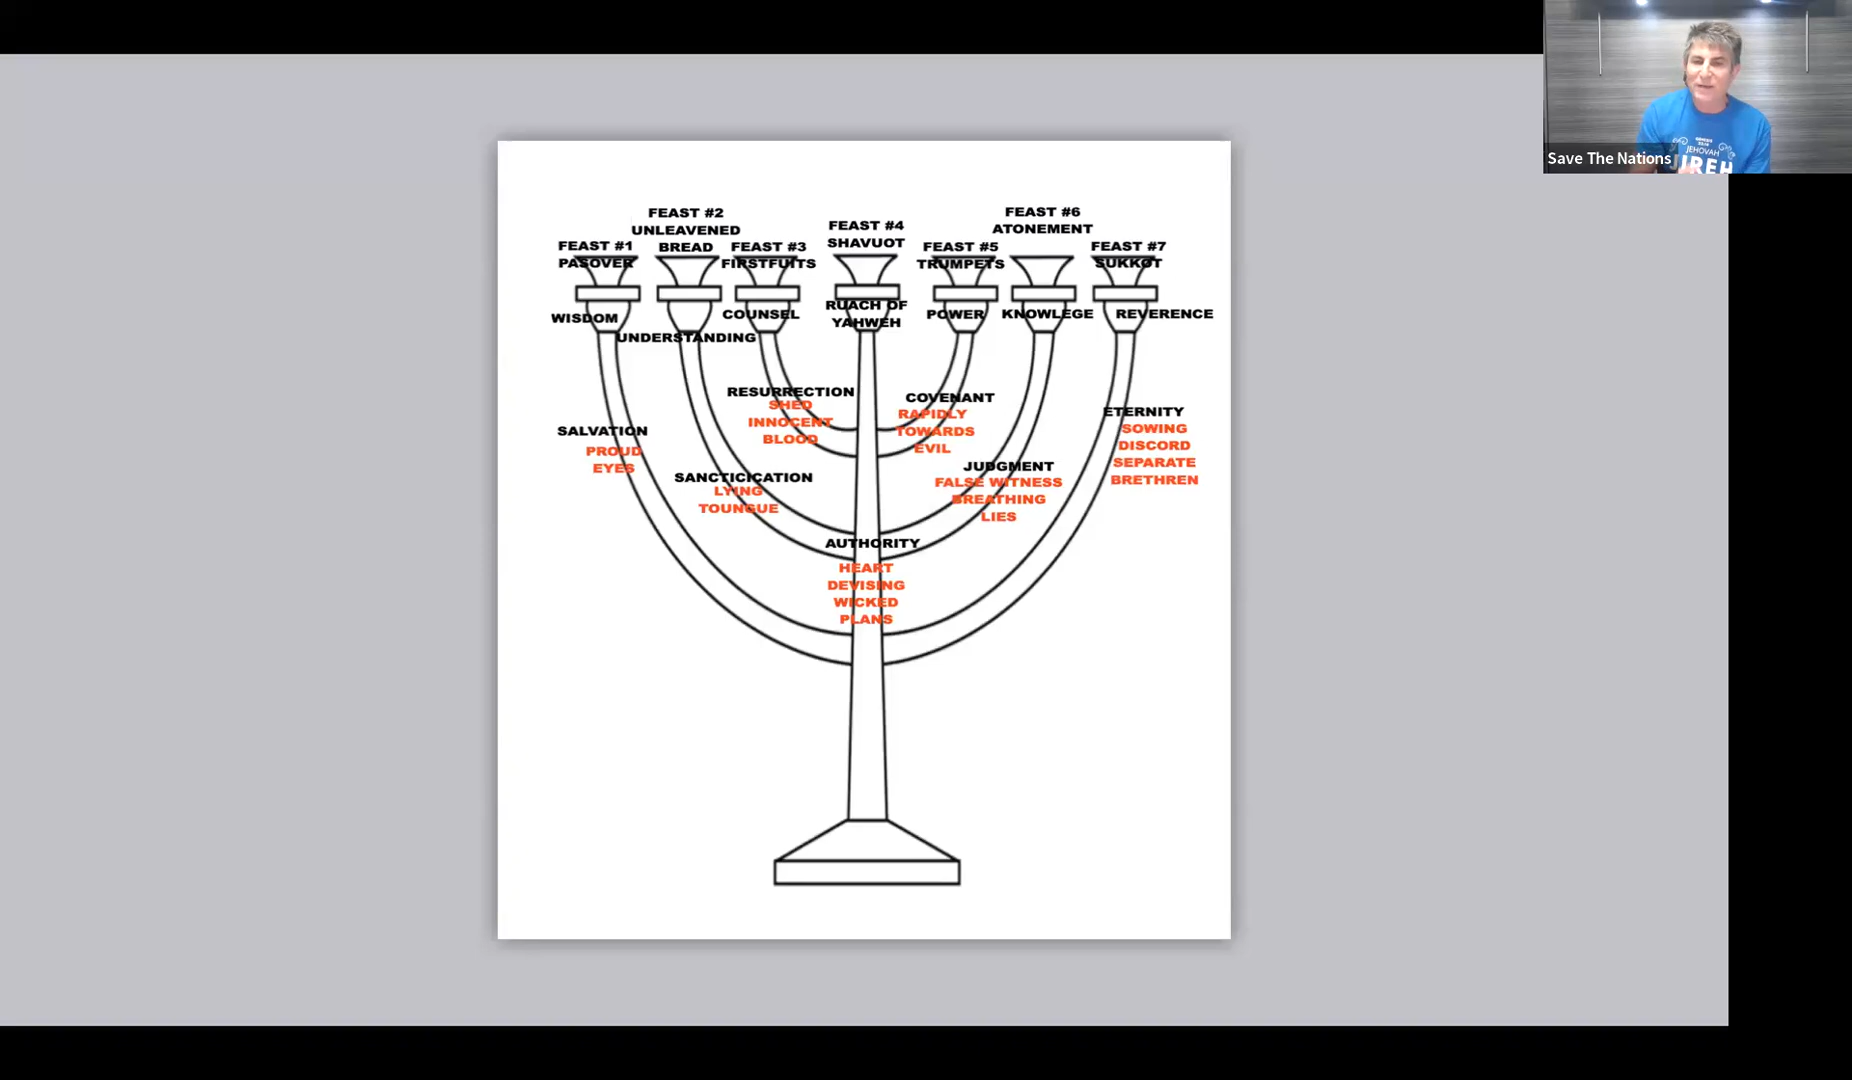 FEAST #1
PASOVER
FEAST #2
UNLEAVENED
BREAD
FEAST #3
FIRSTFUITS
FEAST #4
SHAVUOT
FEAST #5
TRUMPETS
FEAST #6
ATONEMENT
FEAST #7
SUKKOT
WISDOM
UNDERSTANDING
COUNSEL
RUACH OF
YAHWEH
POWER
KNOWLEGE
REVERENCE
SALVATION
PROUD
EYES
SANCTICICATION
LYING
TOUNGUE
RESURRECTION
SHED
INNOCENT
BLOOD
AUTHORITY
HEART
DEVISING
WICKED
PLANS
COVENANT
RAPIDLY
TOWARDS
EVIL
JUDGMENT
FALSE WITNESS
BREATHING
LIES
ETERNITY
SOWING
DISCORD
SEPARATE
BRETHREN
Save The Nations
JEHOVAH
JIREH